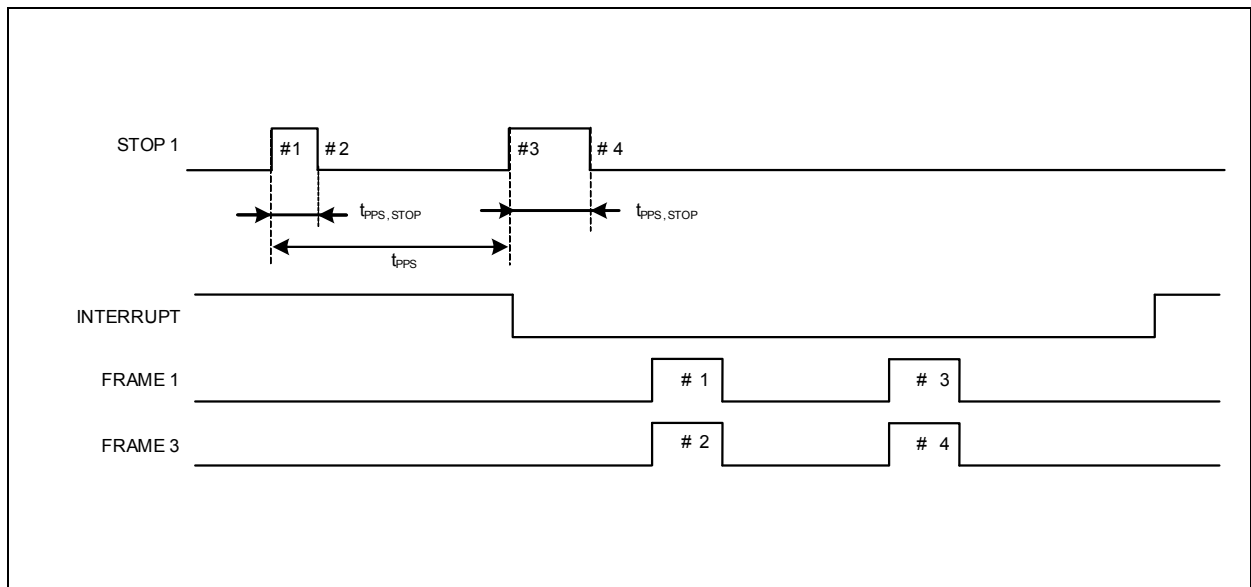 STOP 1
#1 # 2 #3 # 4
tPPS, STOP tPPS, STOP
tPPS
INTERRUPT
FRAME 1 # 1 # 3
FRAME 3 # 2 # 4